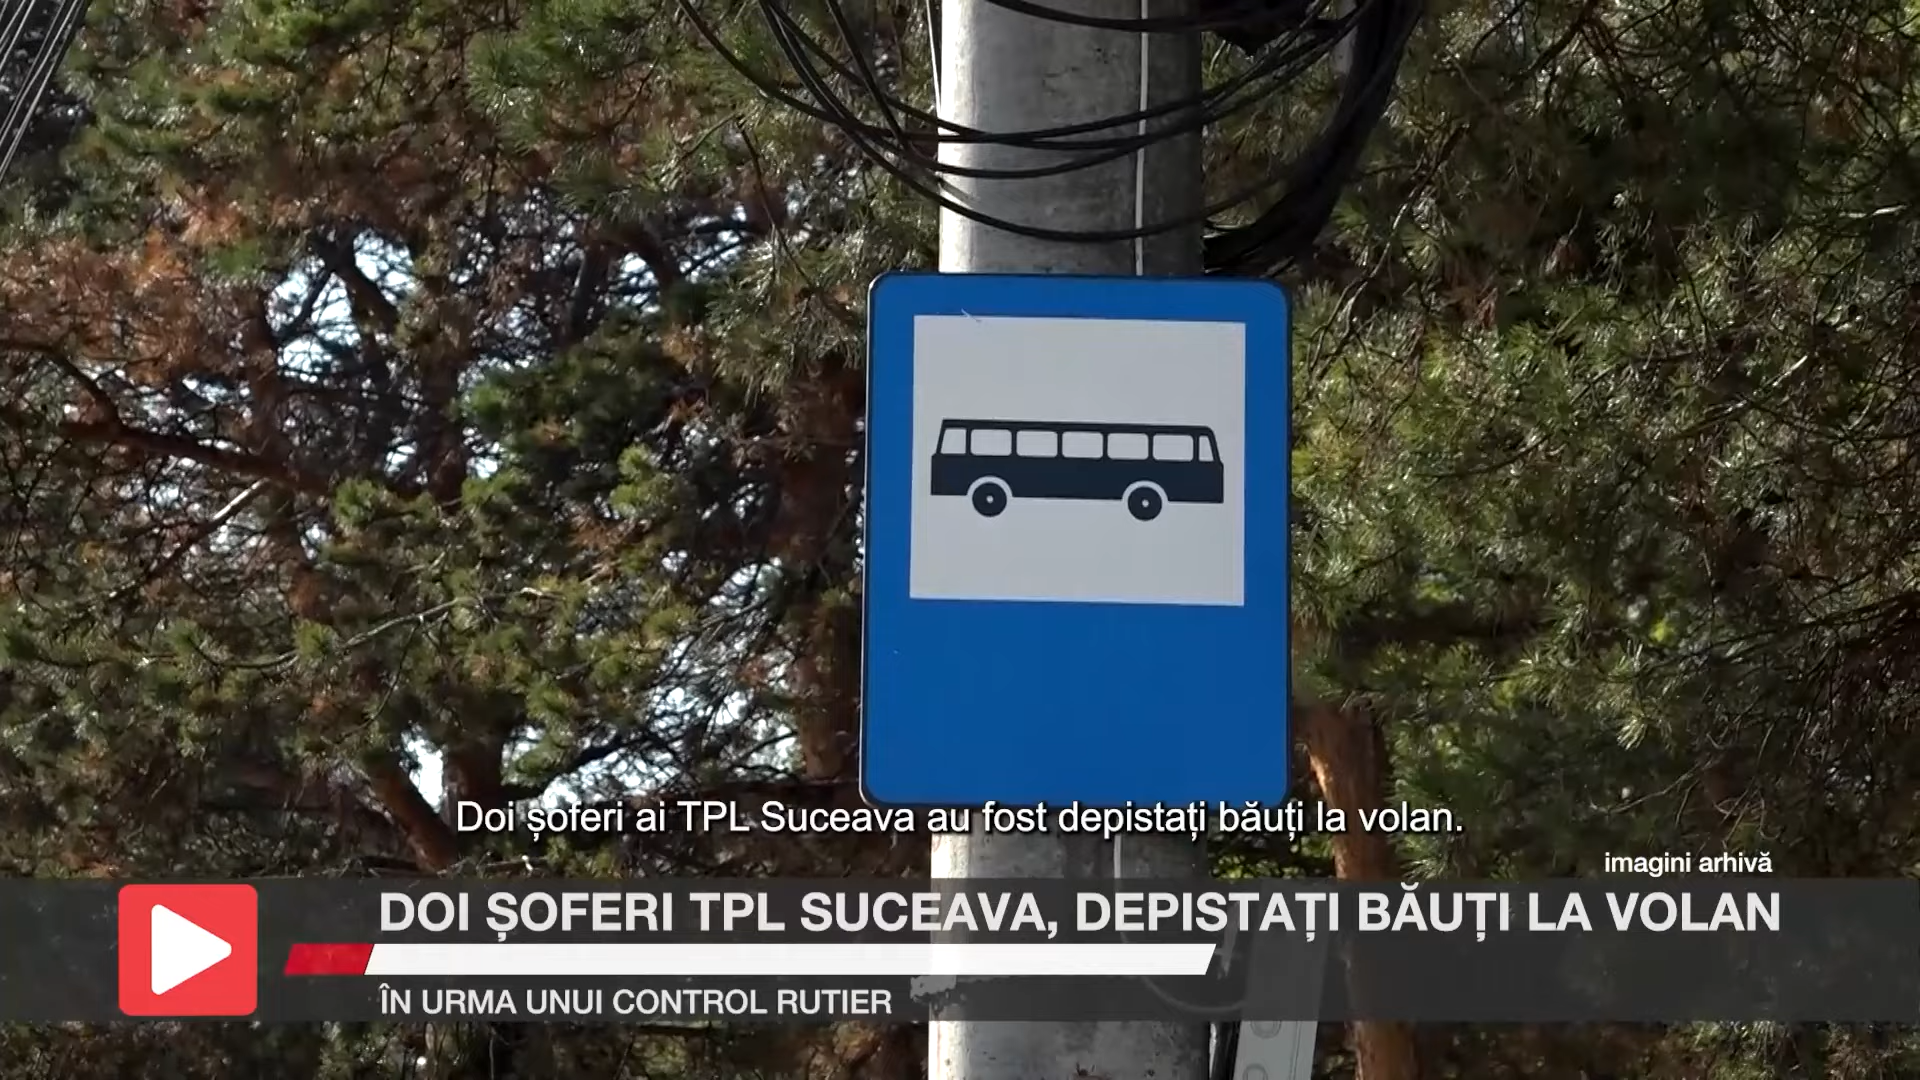 Doi șoferi ai TPL Suceava au fost depistați băuți la volan.
imagini arhivă
DOI ȘOFERI TPL SUCEAVA, DEPISTAȚI BĂUȚI LA VOLAN
ÎN URMA UNUI CONTROL RUTIER